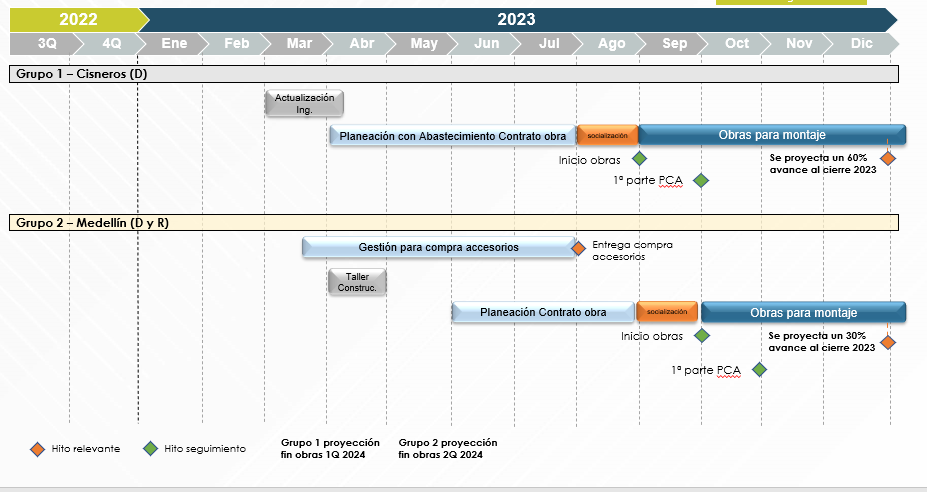 2022
2023
3Q
4Q
Ene
Feb
Mar
Abr
May
Jun
Jul
Ago
Sep
Oct
Nov
Dic
Grupo 1 – Cisneros (D)
Actualización
Ing.
Planeación con Abastecimiento Contrato obra
socialización
Obras para montaje
Inicio obras
Se proyecta un 60%
avance al cierre 2023
1ª parte PCA
Grupo 2 – Medellín (D y R)
Gestión para compra accesorios
Entrega compra
accesorios
Taller
Construc.
Planeación Contrato obra
socialización
Obras para montaje
Inicio obras
Se proyecta un 30%
avance al cierre 2023
1ª parte PCA
Hito relevante
Hito seguimiento
Grupo 1 proyección
fin obras 1Q 2024
Grupo 2 proyección
fin obras 2Q 2024